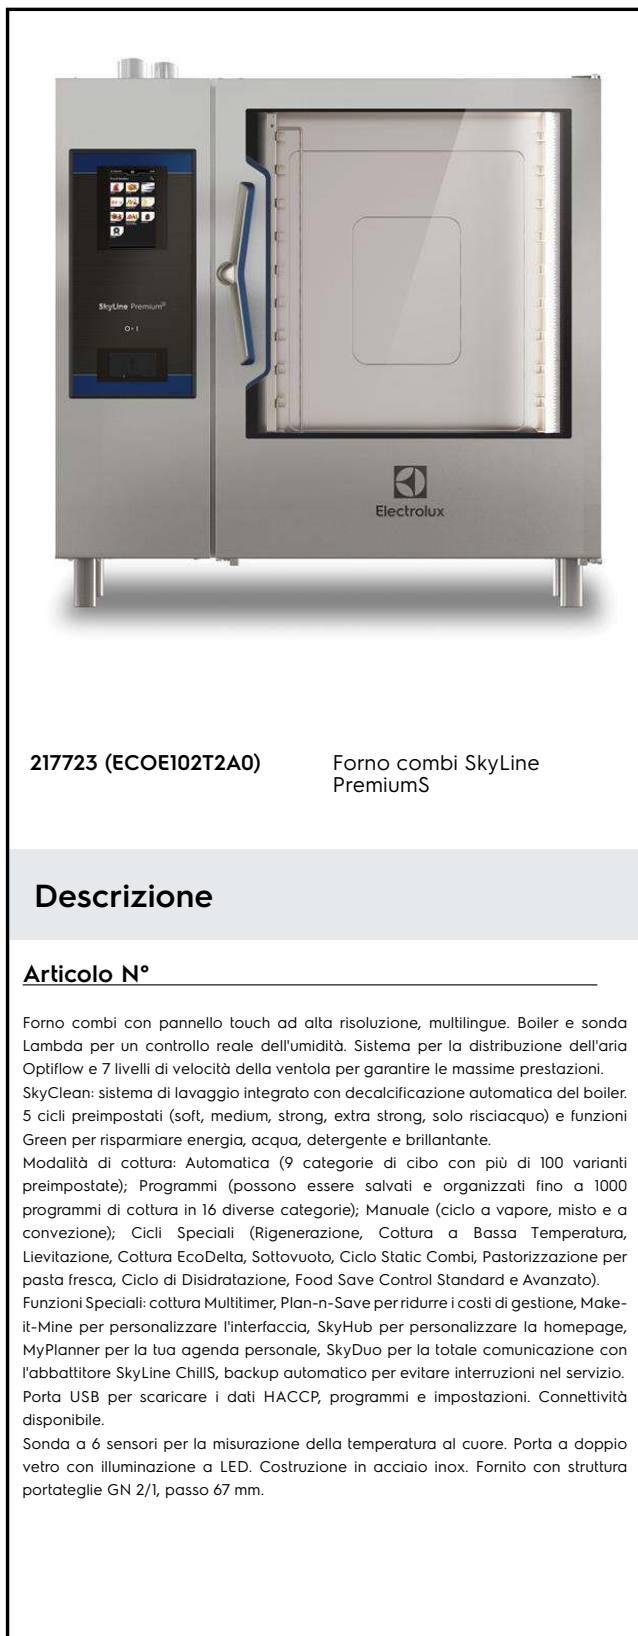 SkyLine Premium®
O•I
Electrolux
217723 (ECOE102T2A0)
Forno combi SkyLine
PremiumS
Descrizione
Articolo N°
Forno combi con pannello touch ad alta risoluzione, multilingue. Boiler e sonda
Lambda per un controllo reale dell'umidità. Sistema per la distribuzione dell'aria
Optiflow e 7 livelli di velocità della ventola per garantire le massime prestazioni.
SkyClean: sistema di lavaggio integrato con decalcificazione automatica del boiler.
5 cicli preimpostati (soft, medium, strong, extra strong, solo risciacquo) e funzioni
Green per risparmiare energia, acqua, detergente e brillantante.
Modalità di cottura: Automatica (9 categorie di cibo con più di 100 varianti
preimpostate); Programmi (possono essere salvati e organizzati fino a 1000
programmi di cottura in 16 diverse categorie); Manuale (ciclo a vapore, misto e a
convezione); Cicli Speciali (Rigenerazione, Cottura a Bassa Temperatura,
Lievitazione, Cottura EcoDelta, Sottovuoto, Ciclo Static Combi, Pastorizzazione per
pasta fresca, Ciclo di Disidratazione, Food Save Control Standard e Avanzato).
Funzioni Speciali: cottura Multitimer, Plan-n-Save per ridurre i costi di gestione, Make-
it-Mine per personalizzare l'interfaccia, SkyHub per personalizzare la homepage,
MyPlanner per la tua agenda personale, SkyDuo per la totale comunicazione con
l'abbattitore SkyLine ChillS, backup automatico per evitare interruzioni nel servizio.
Porta USB per scaricare i dati HACCP, programmi e impostazioni. Connettività
disponibile.
Sonda a 6 sensori per la misurazione della temperatura al cuore. Porta a doppio
vetro con illuminazione a LED. Costruzione in acciaio inox. Fornito con struttura
portateglie GN 2/1, passo 67 mm.